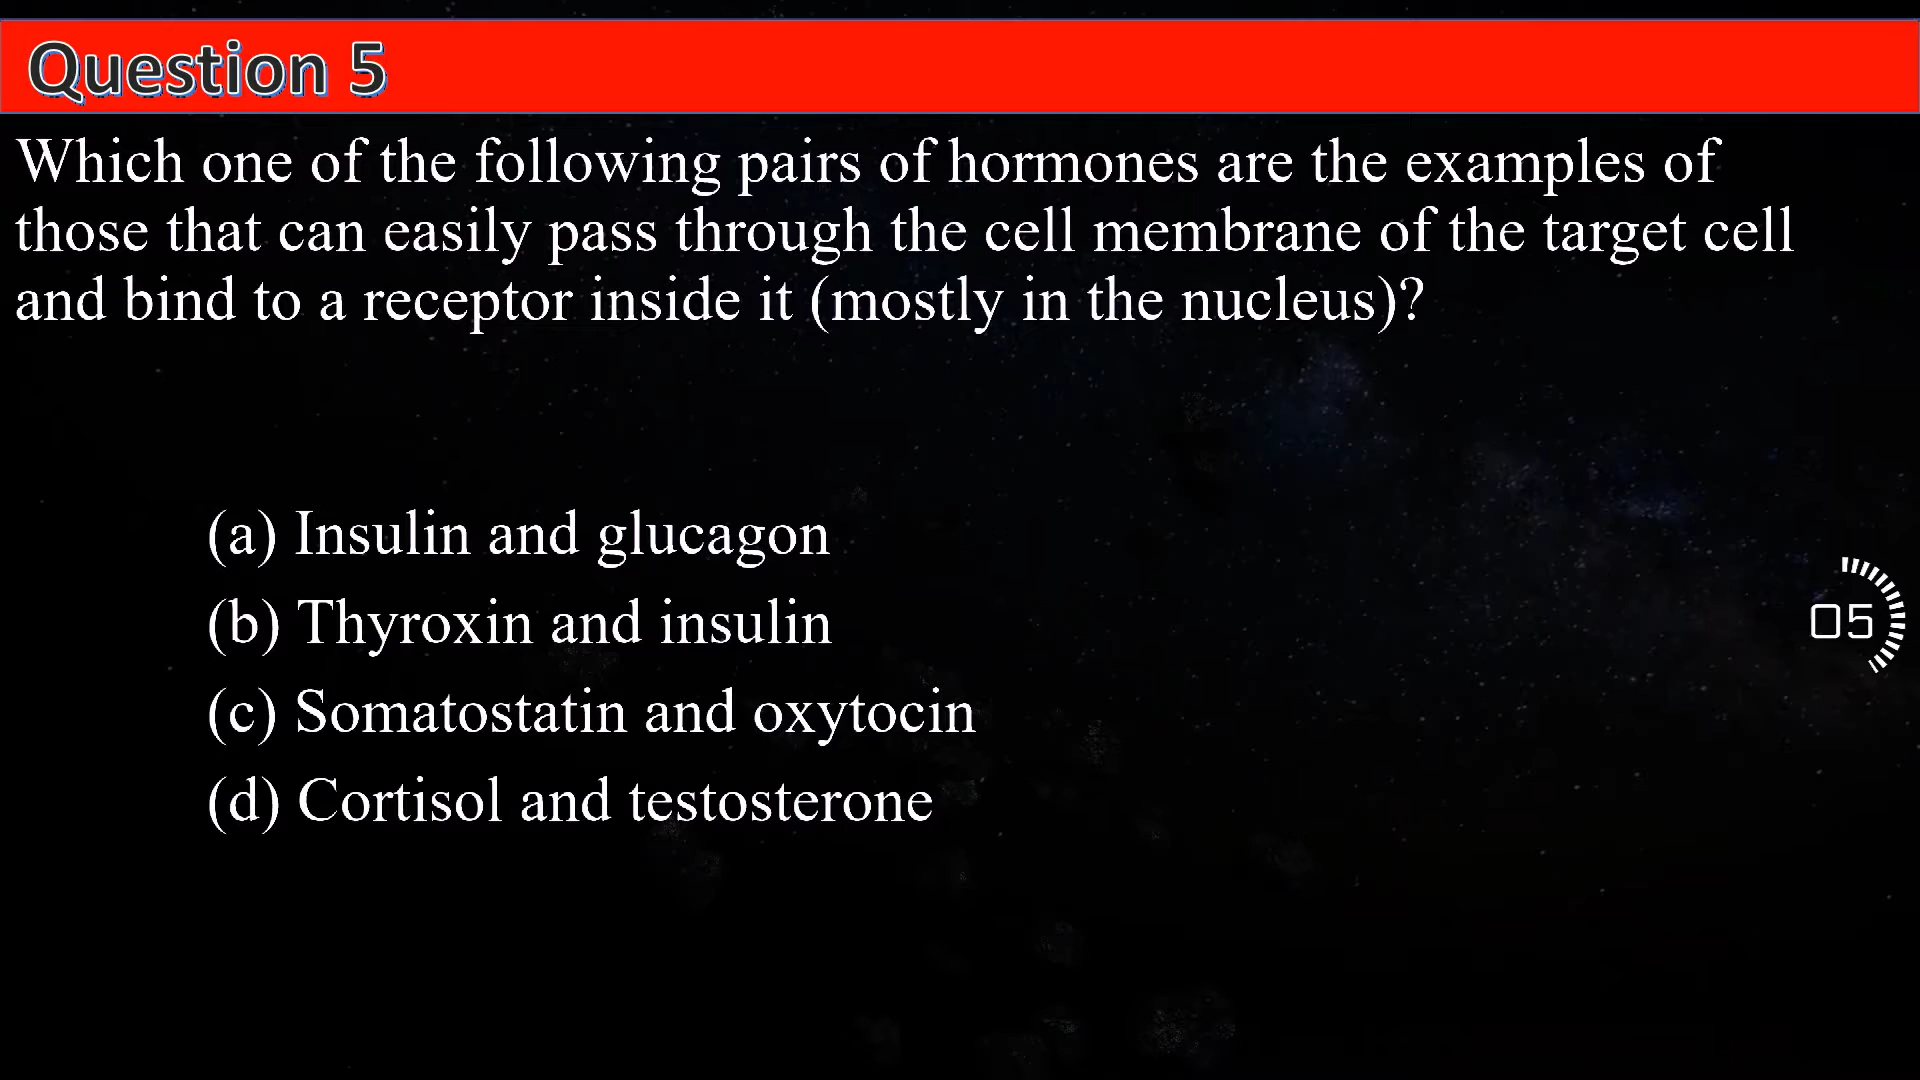 Question 5
Which one of the following pairs of hormones are the examples of
those that can easily pass through the cell membrane of the target cell
and bind to a receptor inside it (mostly in the nucleus)?
(a) Insulin and glucagon
(b) Thyroxin and insulin
05
(c) Somatostatin and oxytocin
(d) Cortisol and testosterone